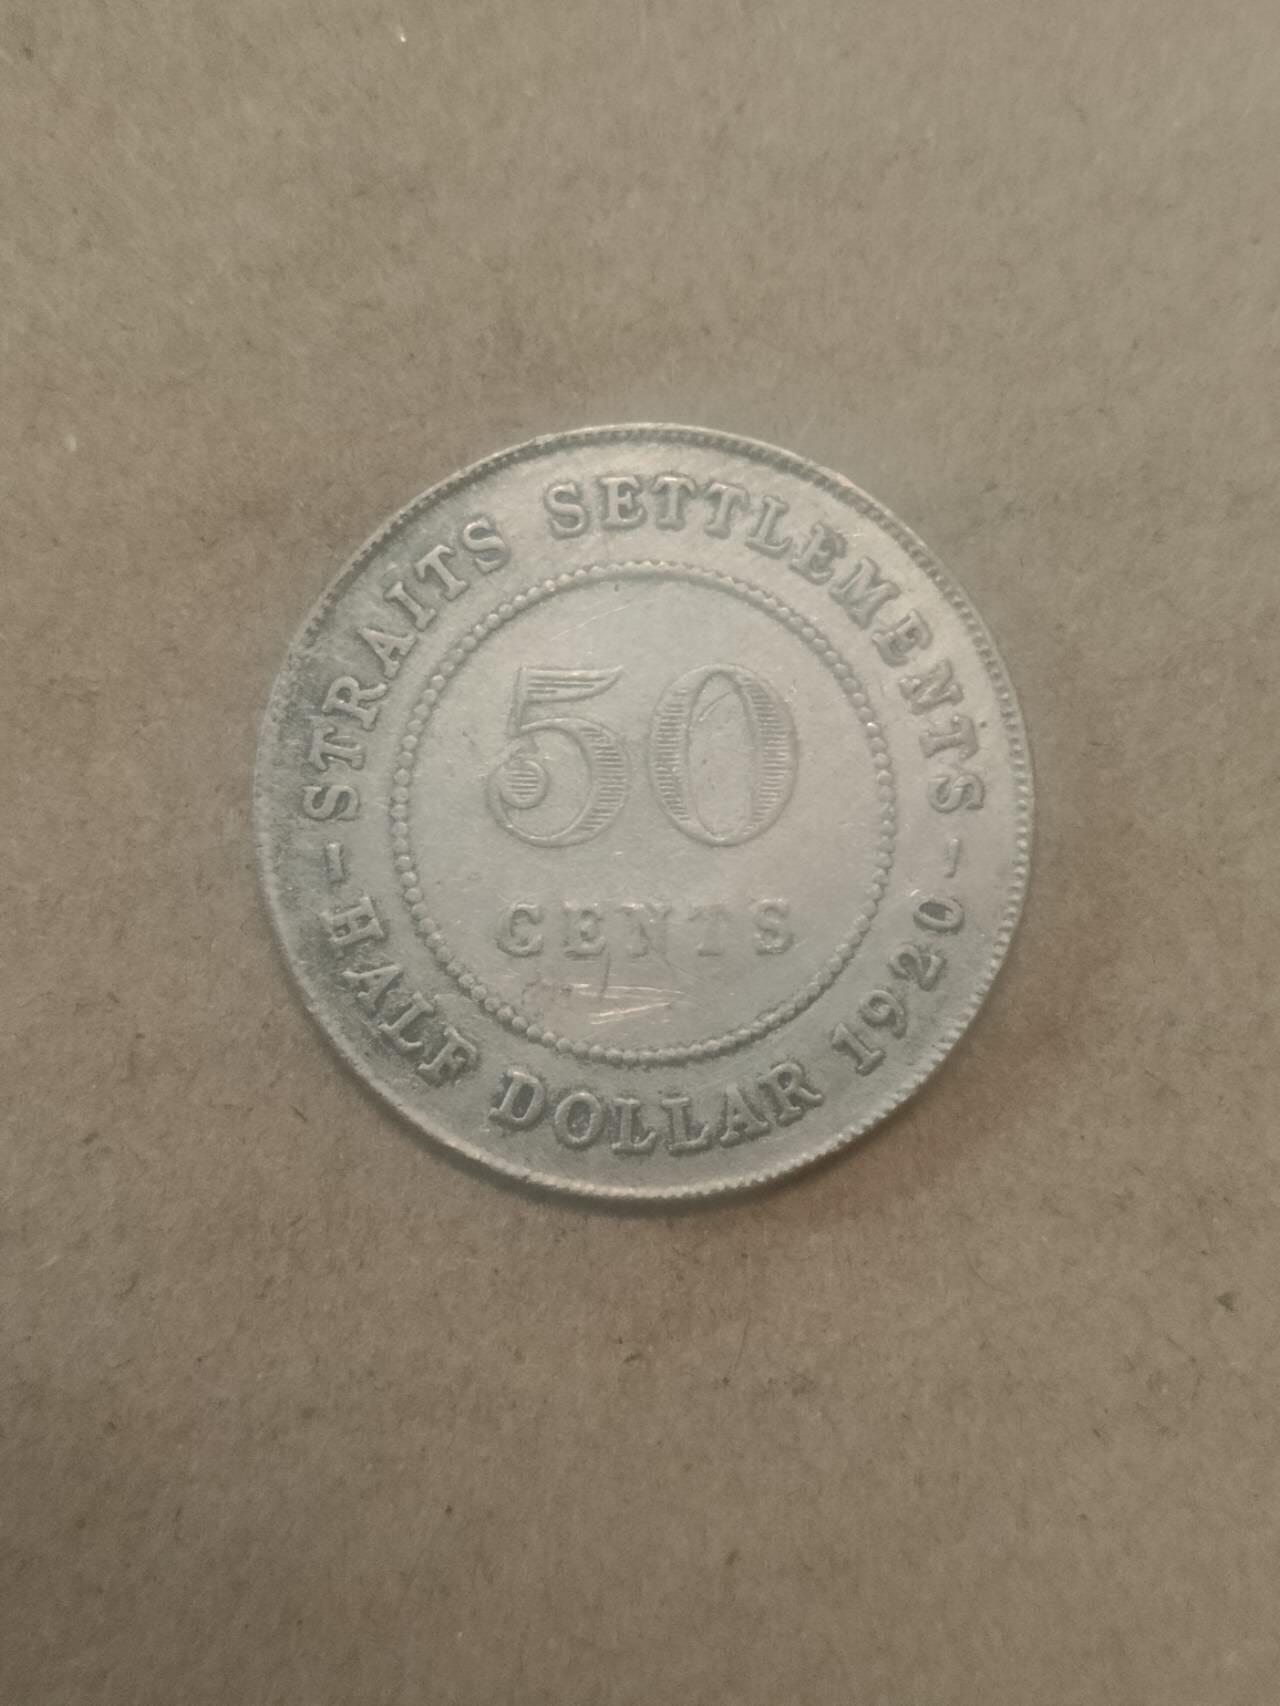 STRAITS SETTLEMENTS
50
CENTS
– HALF DOLLAR 1920 –